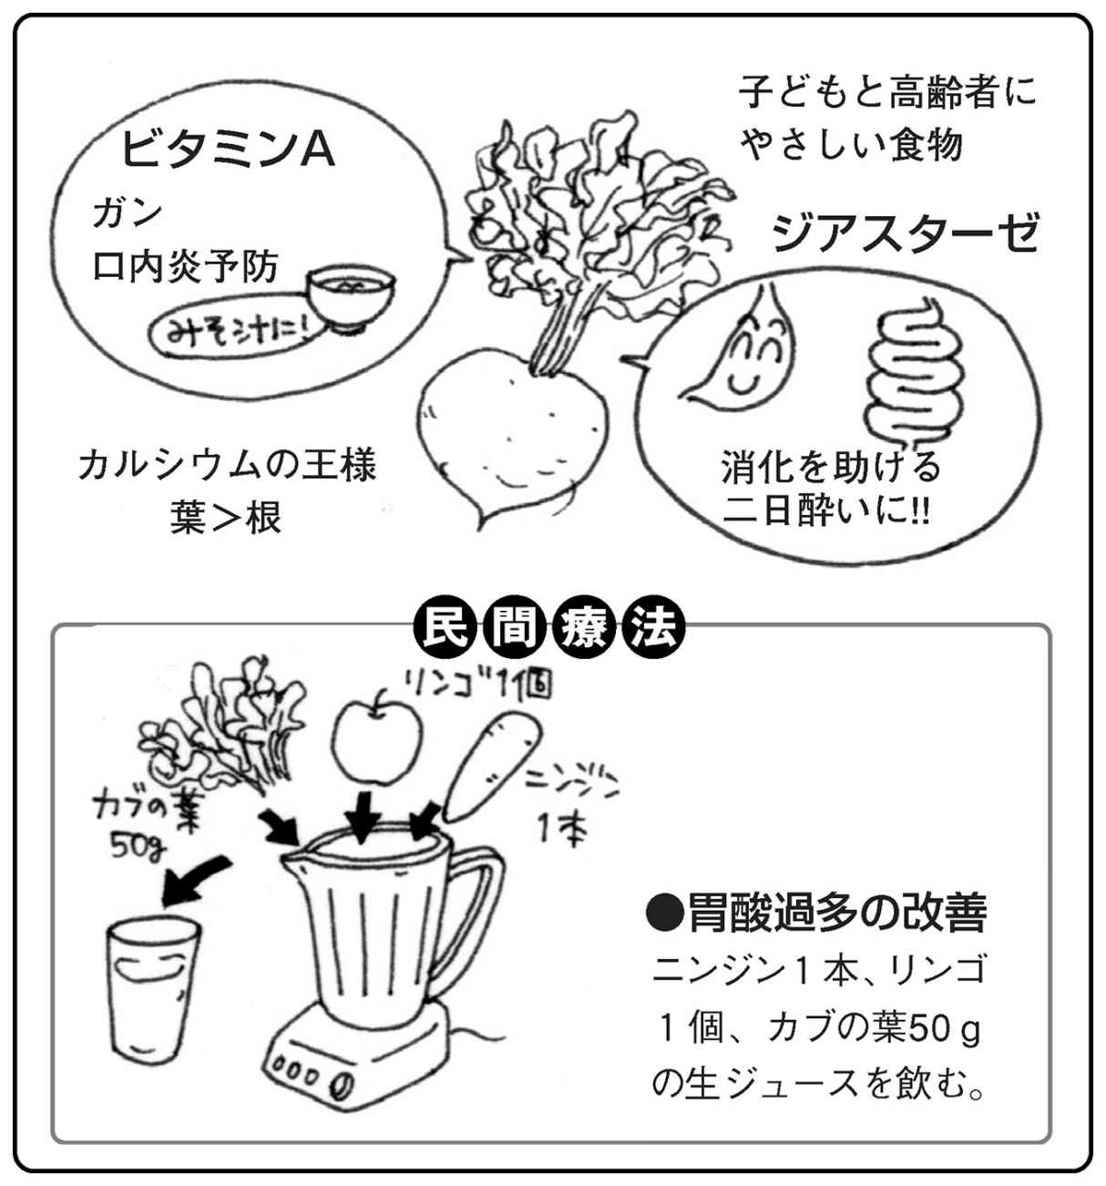 子どもと高齢者に
やさしい食物
ビタミンA
ガン
口内炎予防
みそ汁に!
ジアスターゼ
消化を助ける
二日酔いに!!
カルシウムの王様
葉＞根
民間療法
リンゴ1個
ニンジン
1本
カブの葉
50g
●胃酸過多の改善
ニンジン1本、リンゴ
1個、カブの葉50g
の生ジュースを飲む。